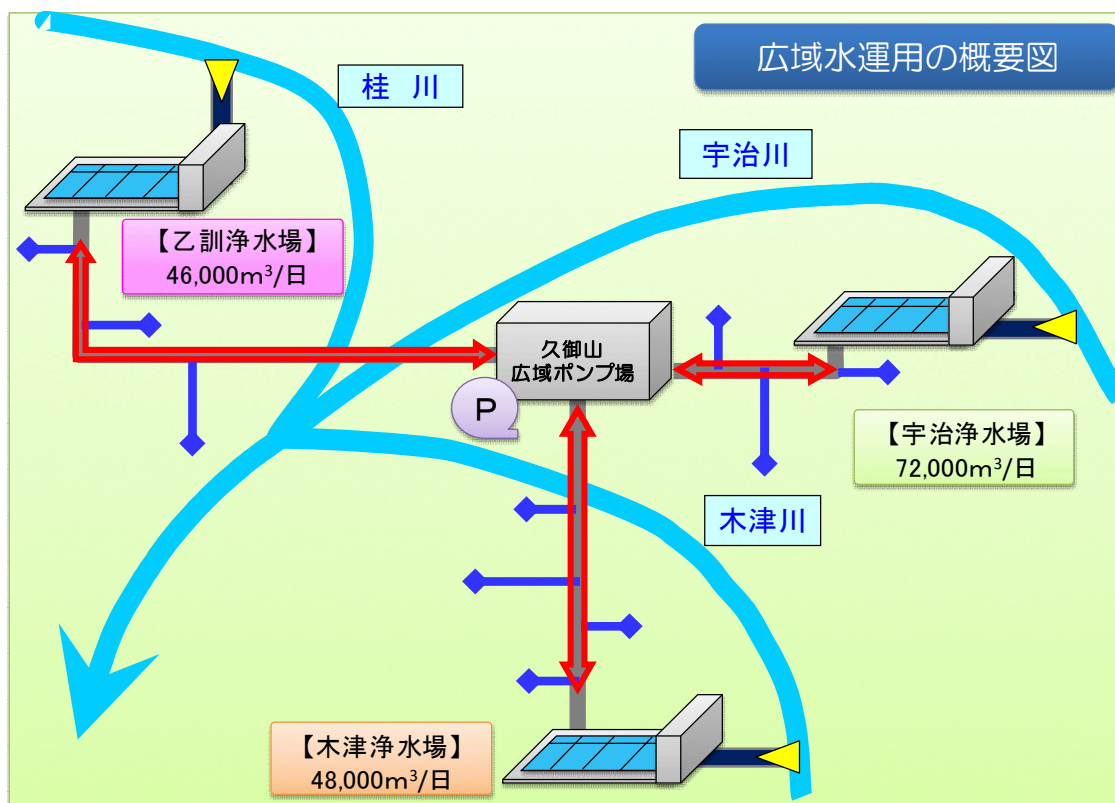 広域水運用の概要図
桂 川
宇治川
【乙訓浄水場】
46,000m³/日
久御山
広域ポンプ場
P
【宇治浄水場】
72,000m³/日
木津川
【木津浄水場】
48,000m³/日